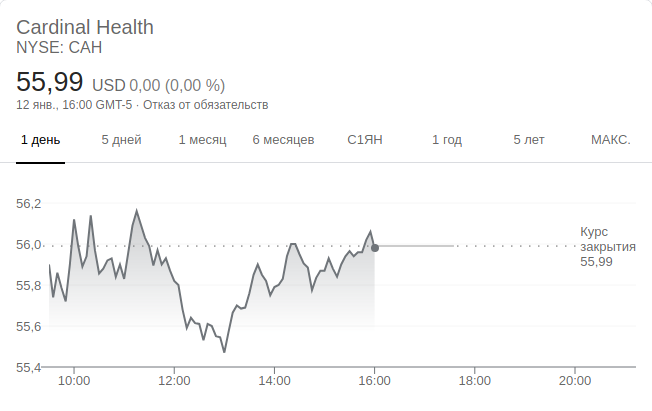 Cardinal Health
NYSE: CAH
55,99 USD 0,00 (0,00 %)
12 янв., 16:00 GMT-5 · Отказ от обязательств
1 день 5 дней 1 месяц 6 месяцев С1ЯН 1 год 5 лет МАКС.
56,2
56,0
55,8
55,6
55,4
Курс
закрытия
55,99
10:00 12:00 14:00 16:00 18:00 20:00